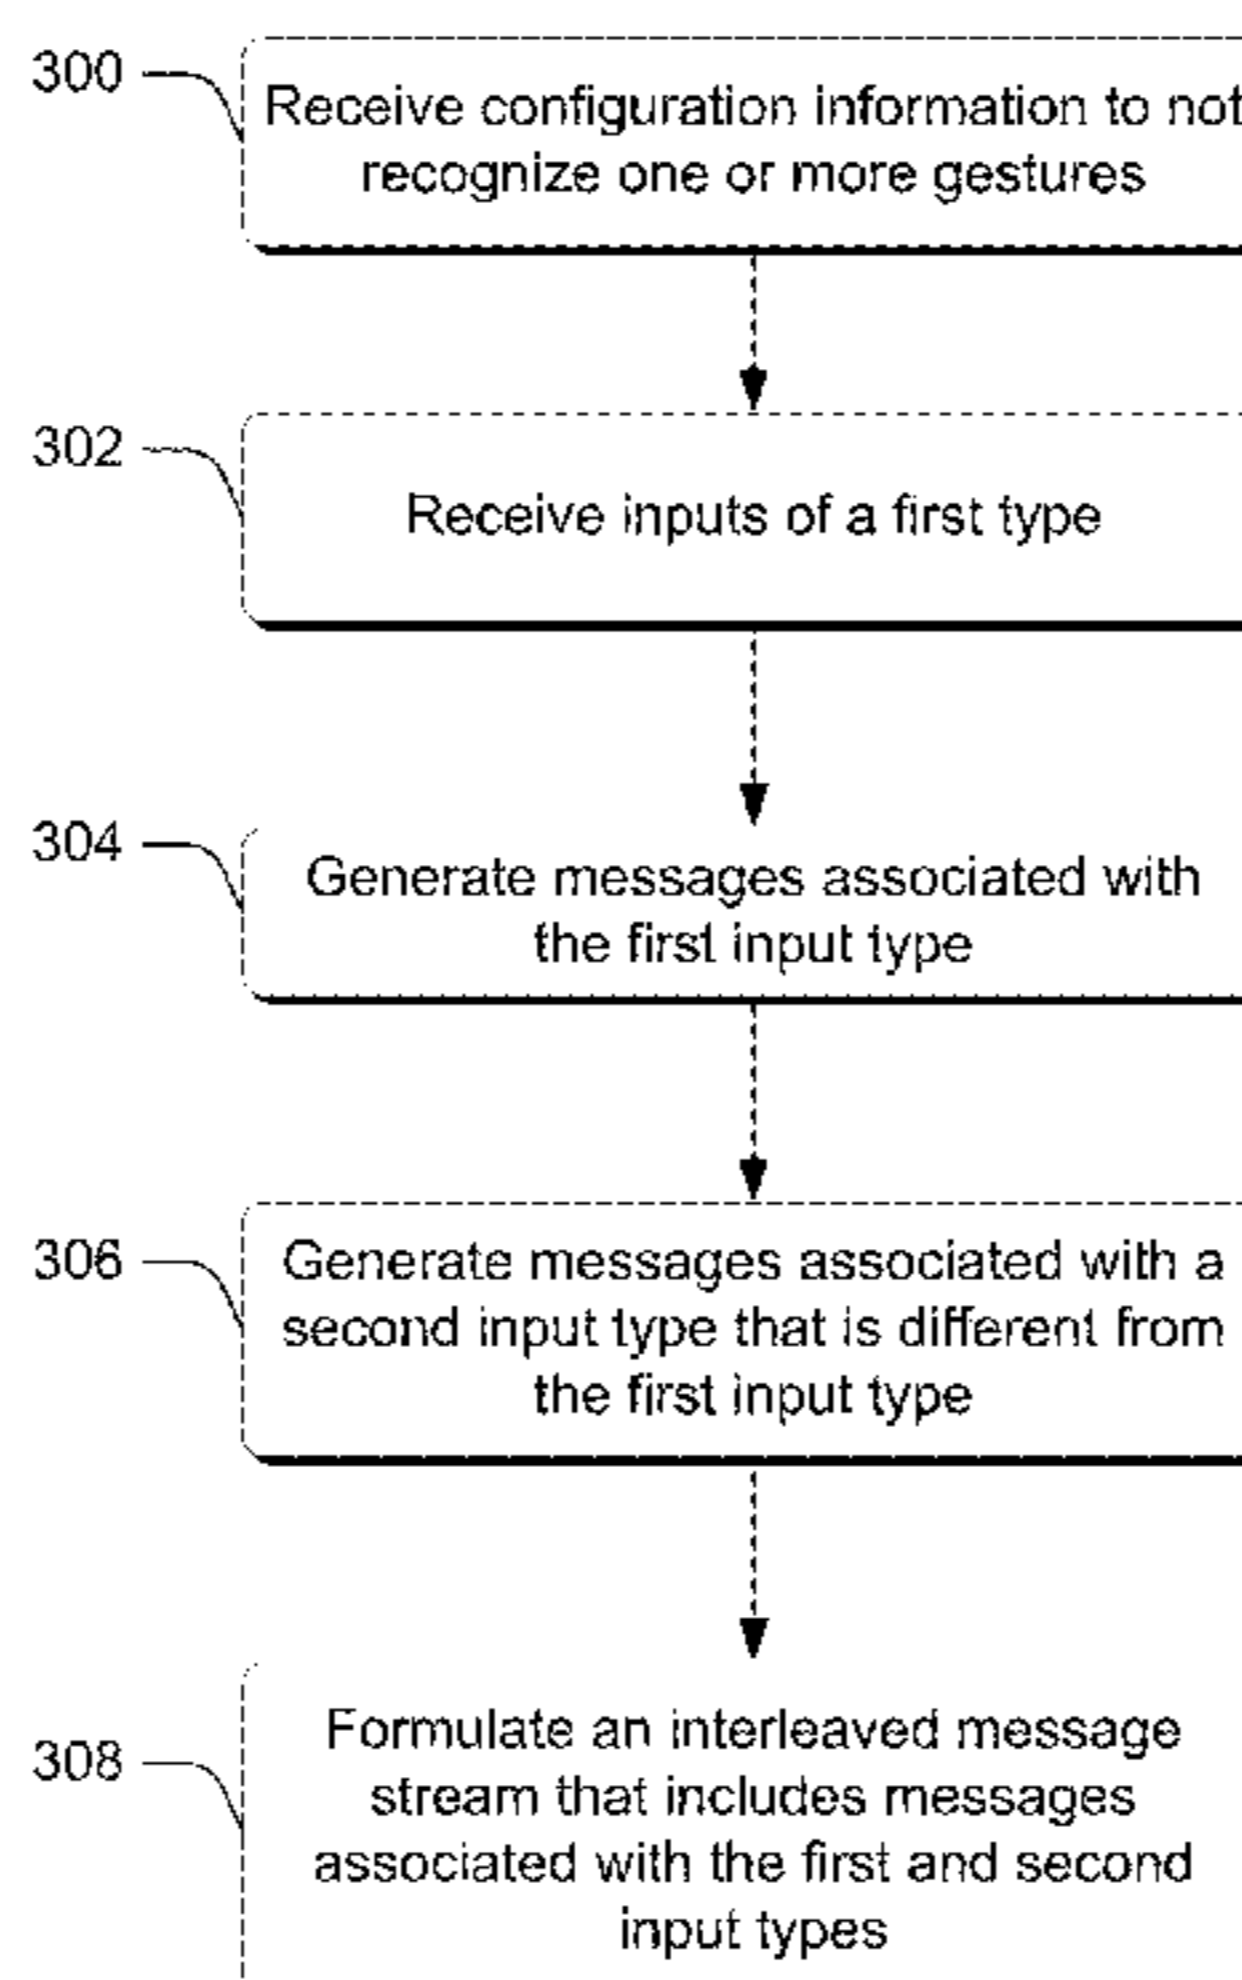 300
Receive configuration information to not
recognize one or more gestures
302
Receive inputs of a first type
304
Generate messages associated with
the first input type
306
Generate messages associated with a
second input type that is different from
the first input type
308
Formulate an interleaved message
stream that includes messages
associated with the first and second
input types